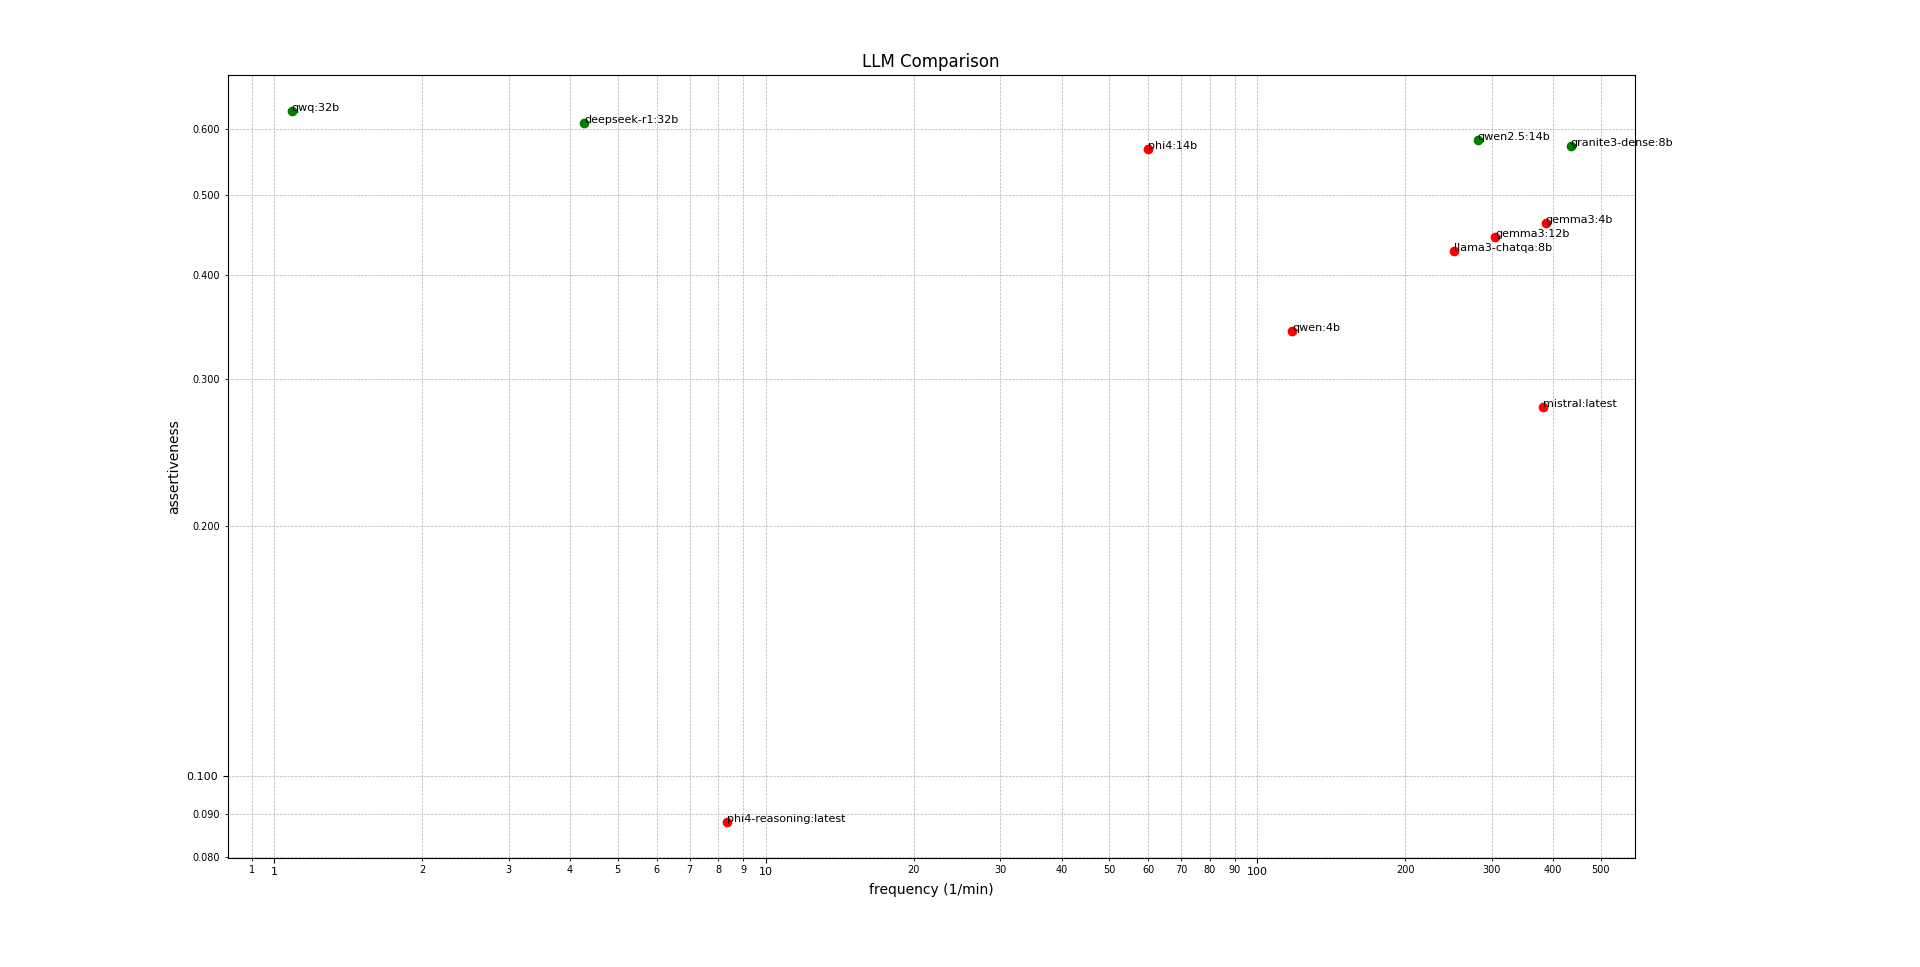 LLM Comparison
qwq:32b
deepseek-r1:32b
0.600
qwen2.5:14b
granite3-dense:8b
phi4:14b
0.500
gemma3:4b
gemma3:12b
llama3-chatqa:8b
0.400
qwen:4b
0.300
mistral:latest
assertiveness
0.200
0.100
0.090
phi4-reasoning:latest
0.080
1 1 2 3 4 5 6 7 8 9 10 20 30 40 50 60 70 80 90 100 200 300 400 500
frequency (1/min)